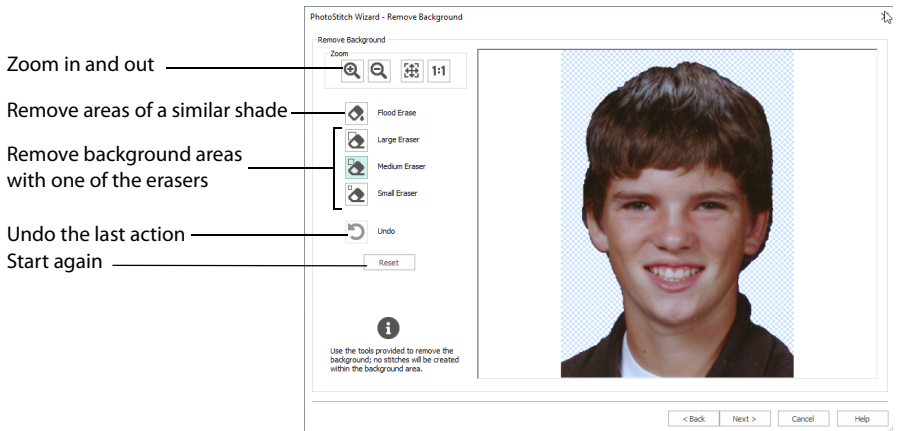 PhotoStitch Wizard - Remove Background
Remove Background
Zoom
Zoom in and out
1:1
Remove areas of a similar shade
Flood Erase
Large Eraser
Remove background areas
with one of the erasers
Medium Eraser
Small Eraser
Undo the last action
Undo
Start again
Reset
Use the tools provided to remove the
background; no stitches will be created
within the background area.
< Back Next > Cancel Help